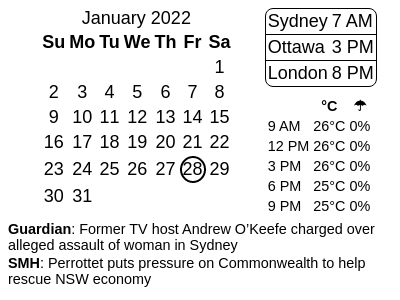 January 2022
Su Mo Tu We Th Fr Sa
1
2 3 4 5 6 7 8
9 10 11 12 13 14 15
16 17 18 19 20 21 22
23 24 25 26 27 28 29
30 31
Sydney 7 AM
Ottawa 3 PM
London 8 PM
°C ☂
9 AM 26°C 0%
12 PM 26°C 0%
3 PM 26°C 0%
6 PM 25°C 0%
9 PM 25°C 0%
Guardian: Former TV host Andrew O’Keefe charged over
alleged assault of woman in Sydney
SMH: Perrottet puts pressure on Commonwealth to help
rescue NSW economy